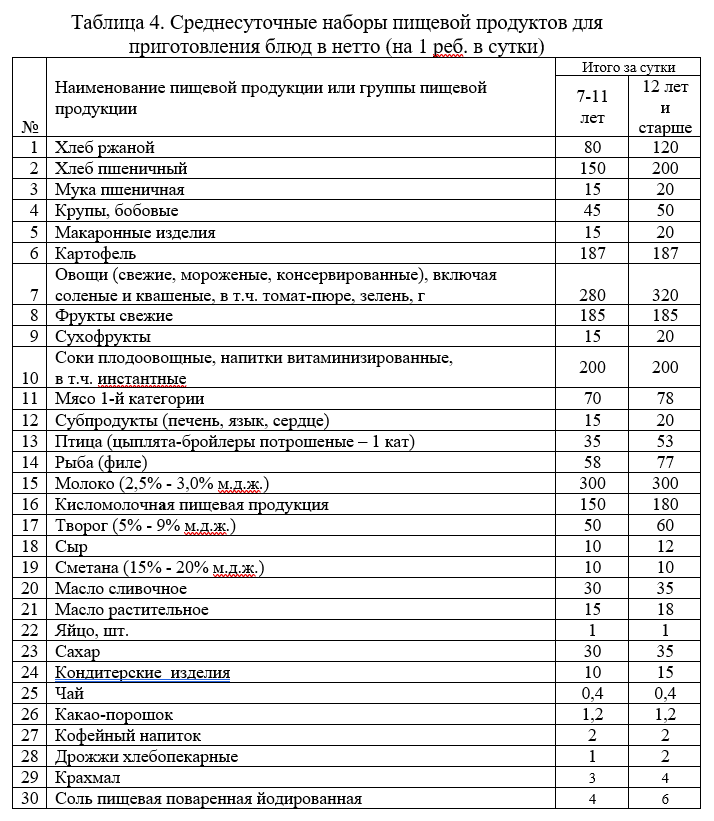 Таблица 4. Среднесуточные наборы пищевой продуктов для
приготовления блюд в нетто (на 1 реб. в сутки)
№ Наименование пищевой продукции или группы пищевой
продукции
Итого за сутки
7-11
лет
12 лет
и
старше
1 Хлеб ржаной 80 120
2 Хлеб пшеничный 150 200
3 Мука пшеничная 15 20
4 Крупы, бобовые 45 50
5 Макаронные изделия 15 20
6 Картофель 187 187
Овощи (свежие, мороженые, консервированные), включая
7 соленые и квашеные, в т.ч. томат-пюре, зелень, г 280 320
8 Фрукты свежие 185 185
9 Сухофрукты 15 20
Соки плодоовощные, напитки витаминизированные,
10 в т.ч. инстантные 200 200
11 Мясо 1-й категории 70 78
12 Субпродукты (печень, язык, сердце) 15 20
13 Птица (цыплята-бройлеры потрошеные – 1 кат) 35 53
14 Рыба (филе) 58 77
15 Молоко (2,5% - 3,0% м.д.ж.) 300 300
16 Кисломолочная пищевая продукция 150 180
17 Творог (5% - 9% м.д.ж.) 50 60
18 Сыр 10 12
19 Сметана (15% - 20% м.д.ж.) 10 10
20 Масло сливочное 30 35
21 Масло растительное 15 18
22 Яйцо, шт. 1 1
23 Сахар 30 35
24 Кондитерские изделия 10 15
25 Чай 0,4 0,4
26 Какао-порошок 1,2 1,2
27 Кофейный напиток 2 2
28 Дрожжи хлебопекарные 1 2
29 Крахмал 3 4
30 Соль пищевая поваренная йодированная 4 6